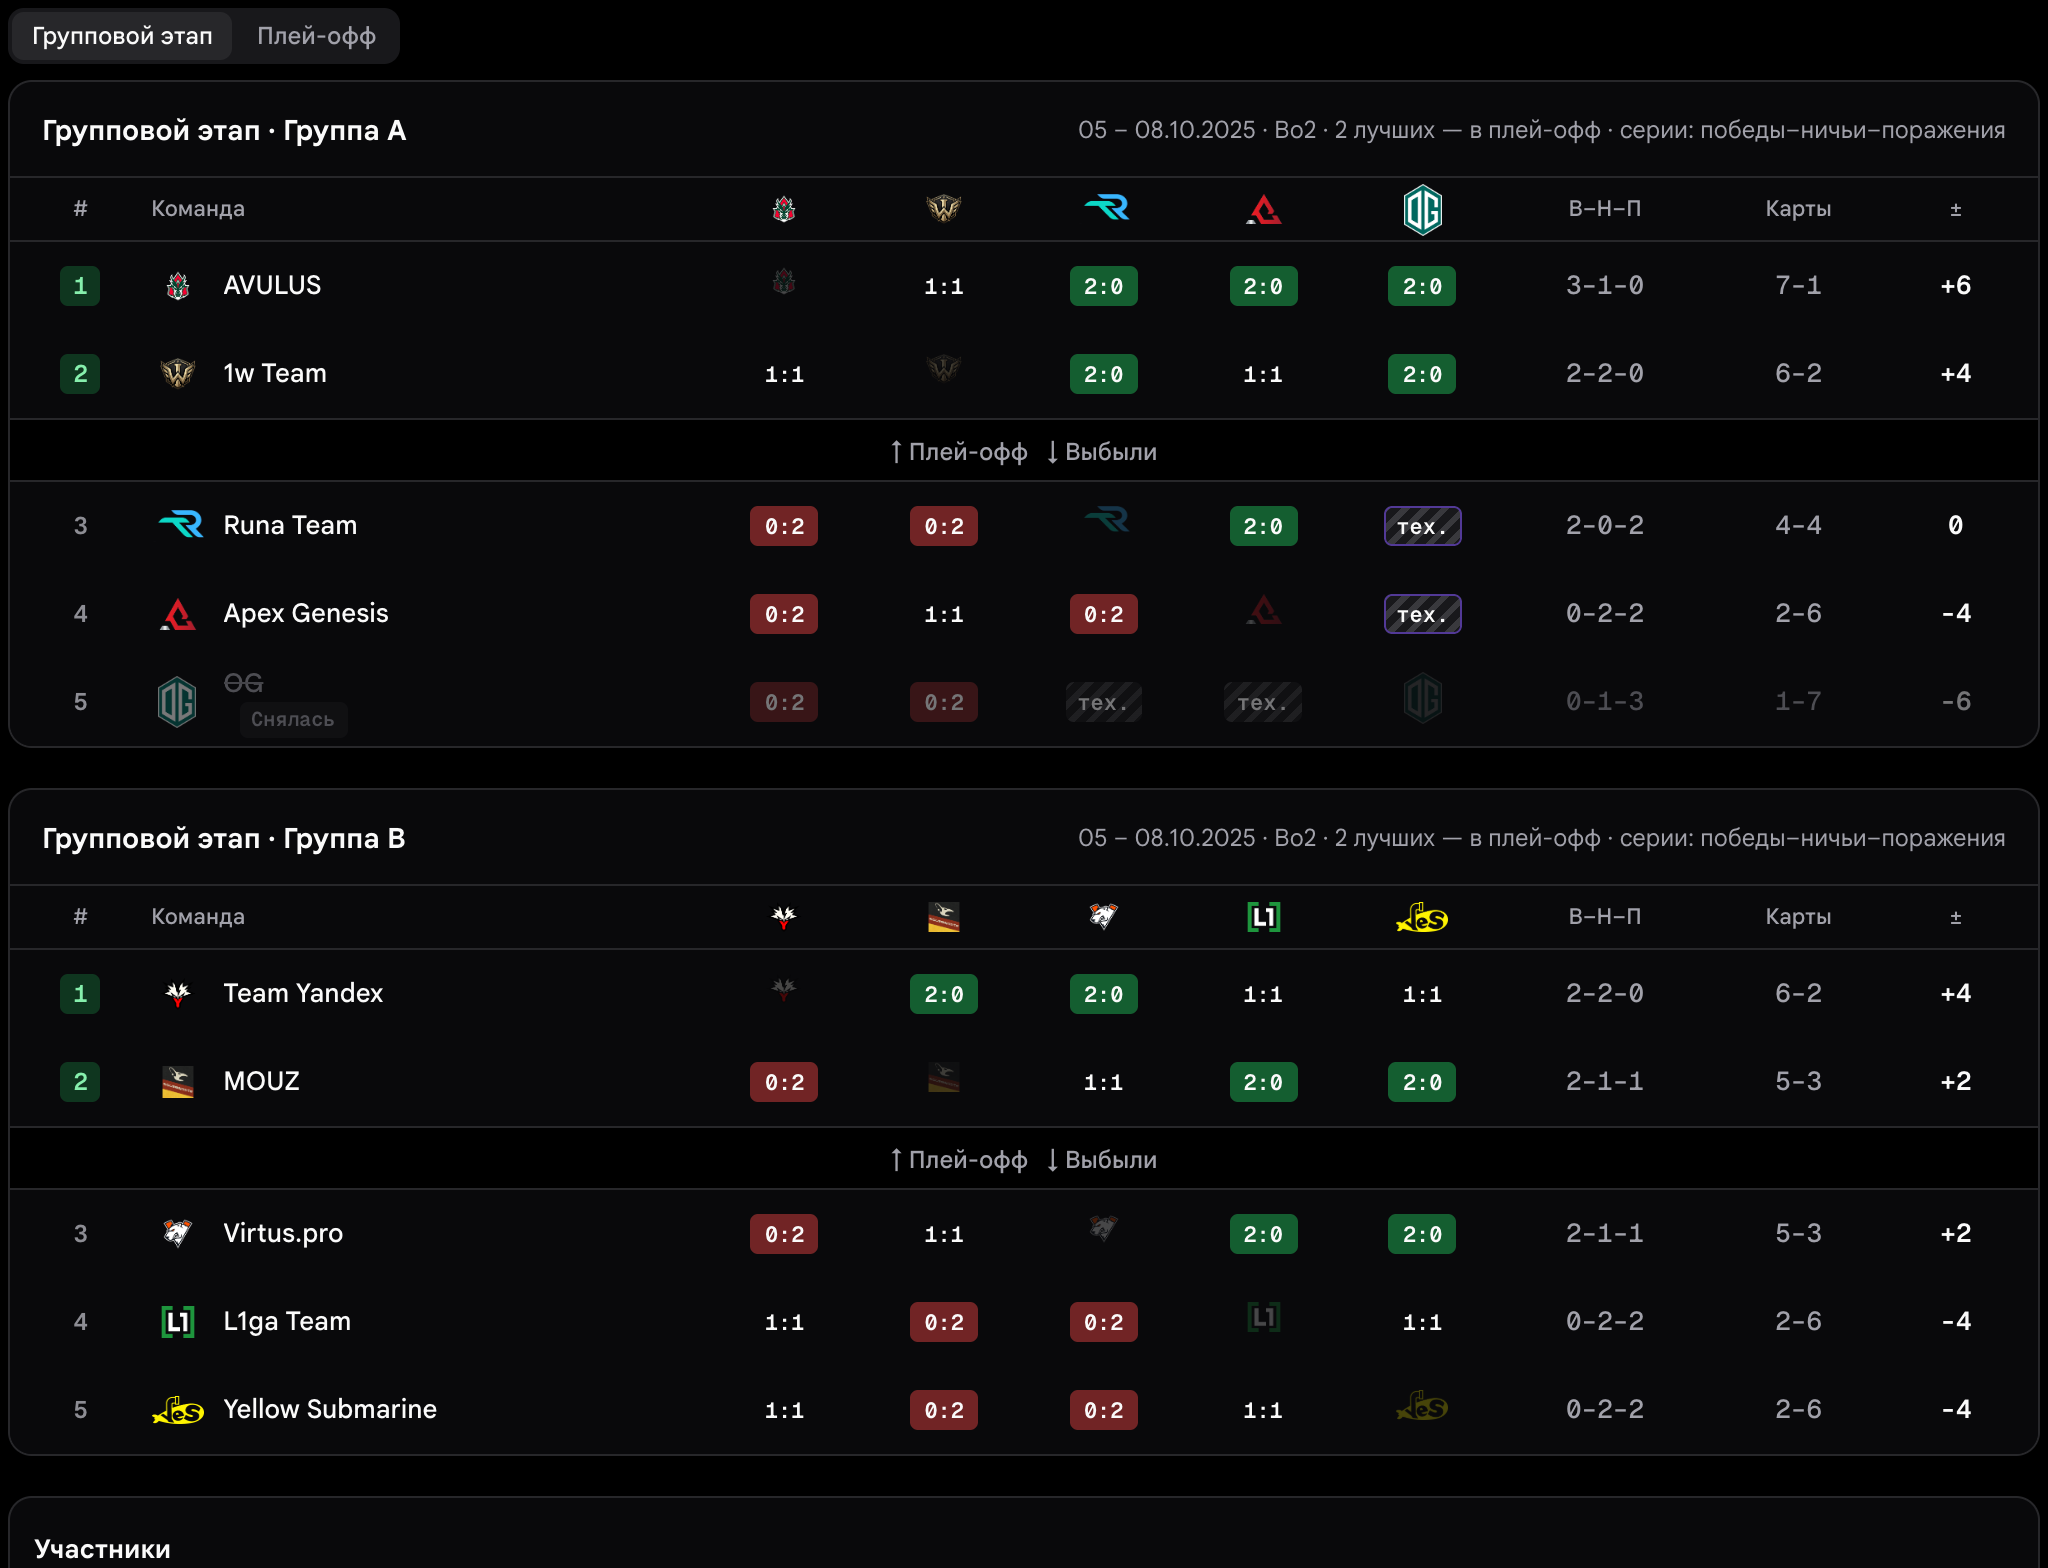 Групповой этап Плей-офф
Групповой этап · Группа A 05 – 08.10.2025 · Bo2 · 2 лучших — в плей-офф · серии: победы–ничьи–поражения
# Команда OG В–Н–П Карты ±
1 AVULUS 1:1 2:0 2:0 2:0 3-1-0 7-1 +6
2 1w Team 1:1 2:0 1:1 2:0 2-2-0 6-2 +4
↑ Плей-офф ↓ Выбыли
3 Runa Team 0:2 0:2 2:0 тех. 2-0-2 4-4 0
4 Apex Genesis 0:2 1:1 0:2 тех. 0-2-2 2-6 -4
5 OG OG Снялась 0:2 0:2 тех. тех. OG 0-1-3 1-7 -6
Групповой этап · Группа B 05 – 08.10.2025 · Bo2 · 2 лучших — в плей-офф · серии: победы–ничьи–поражения
# Команда L1 В–Н–П Карты ±
1 Team Yandex 2:0 2:0 1:1 1:1 2-2-0 6-2 +4
2 MOUZ 0:2 1:1 2:0 2:0 2-1-1 5-3 +2
↑ Плей-офф ↓ Выбыли
3 Virtus.pro 0:2 1:1 2:0 2:0 2-1-1 5-3 +2
4 L1 L1ga Team 1:1 0:2 0:2 L1 1:1 0-2-2 2-6 -4
5 Yellow Submarine 1:1 0:2 0:2 1:1 0-2-2 2-6 -4
Участники